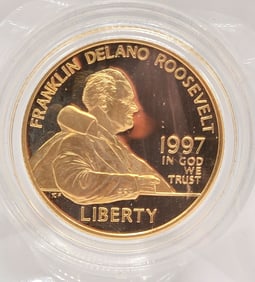 FRANKLIN DELANO ROOSEVELT
1997
IN GOD
WE
TRUST
LIBERTY